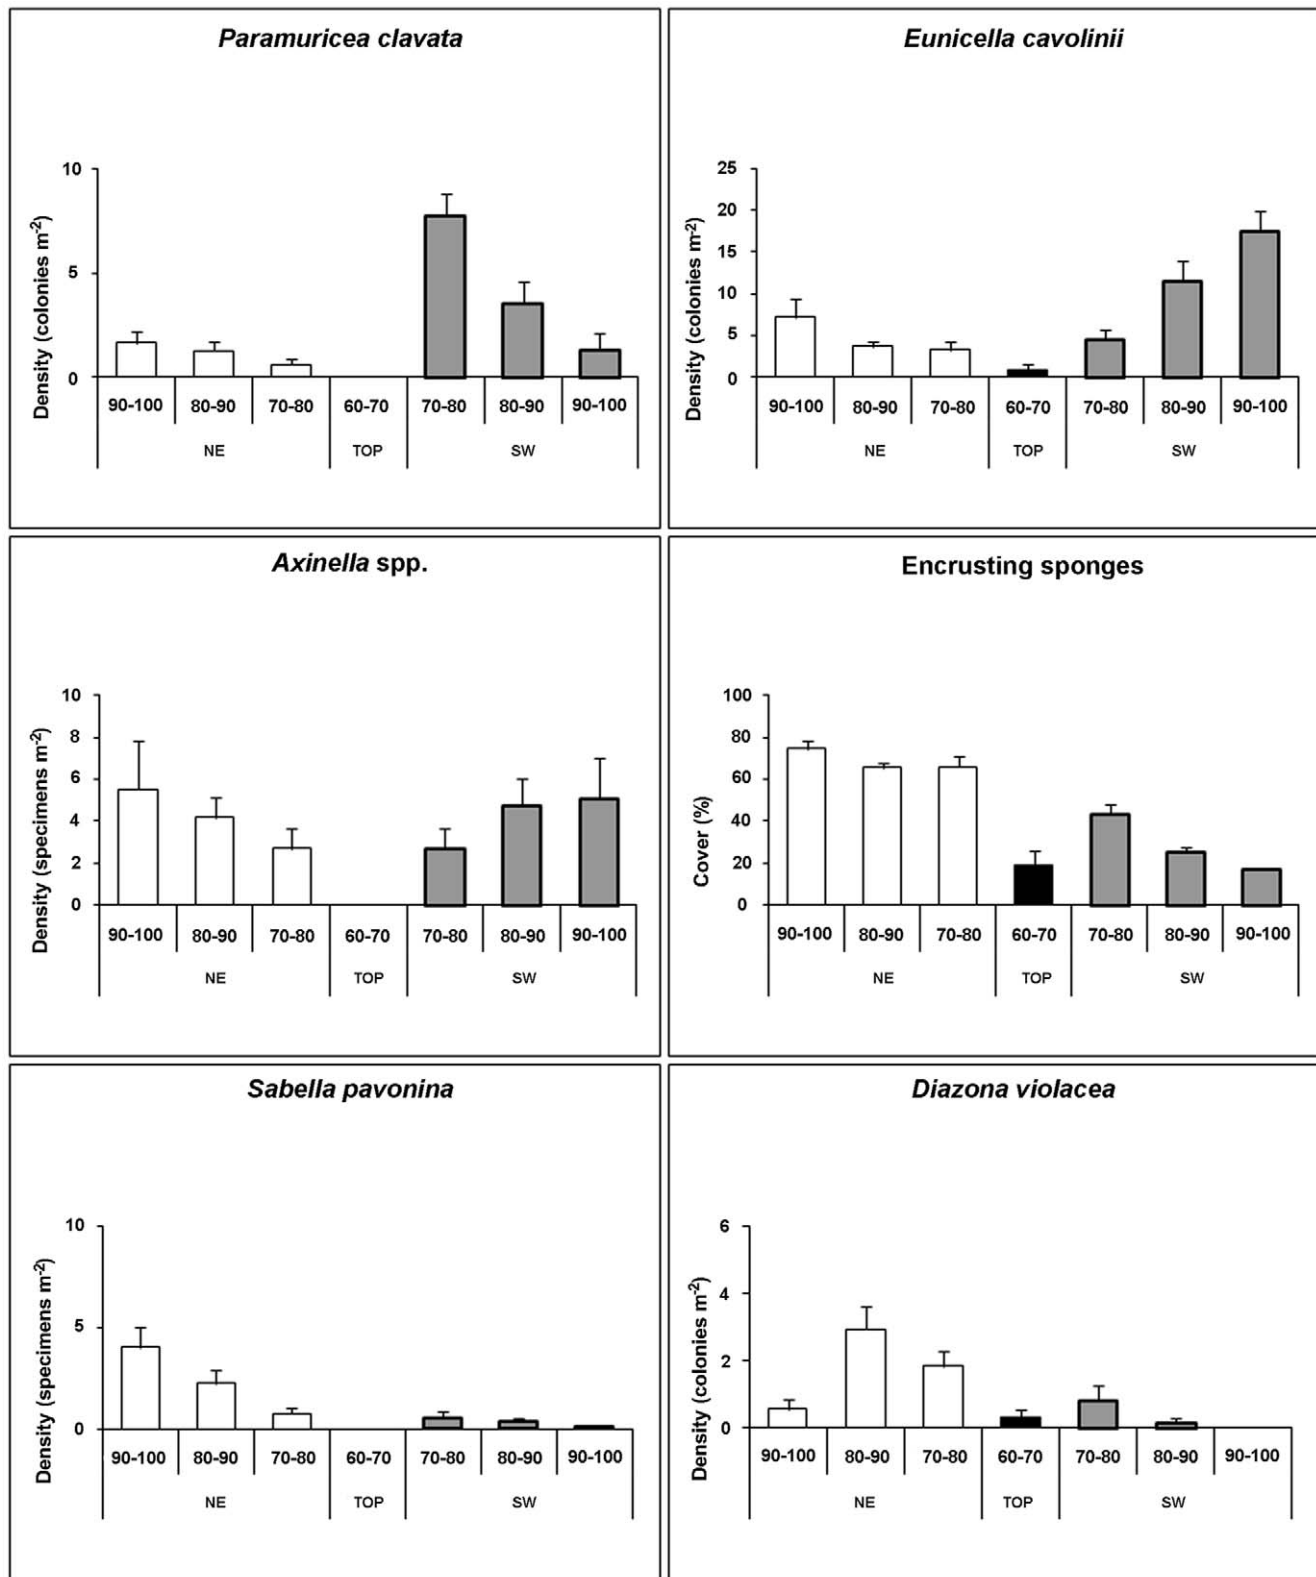 Paramuricea clavata
Density (colonies m-2)
10
5
0
90-100 80-90 70-80 60-70 70-80 80-90 90-100
NE TOP SW
Eunicella cavolinii
Density (colonies m-2)
25
20
15
10
5
0
90-100 80-90 70-80 60-70 70-80 80-90 90-100
NE TOP SW
Axinella spp.
Density (specimens m-2)
10
8
6
4
2
0
90-100 80-90 70-80 60-70 70-80 80-90 90-100
NE TOP SW
Encrusting sponges
Cover (%)
100
80
60
40
20
0
90-100 80-90 70-80 60-70 70-80 80-90 90-100
NE TOP SW
Sabella pavonina
Density (specimens m-2)
10
5
0
90-100 80-90 70-80 60-70 70-80 80-90 90-100
NE TOP SW
Diazona violacea
Density (colonies m-2)
6
4
2
0
90-100 80-90 70-80 60-70 70-80 80-90 90-100
NE TOP SW